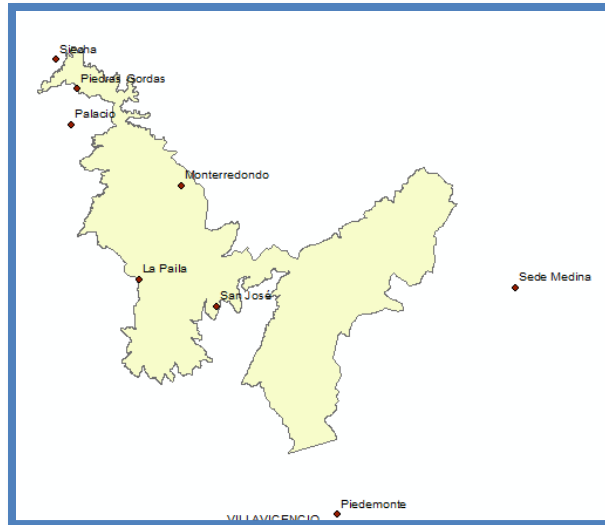 Siecha
Piedras Gordas
Palacio
Monterredondo
La Paila
Sede Medina
San José
Piedemonte
VILLAVICENCIO